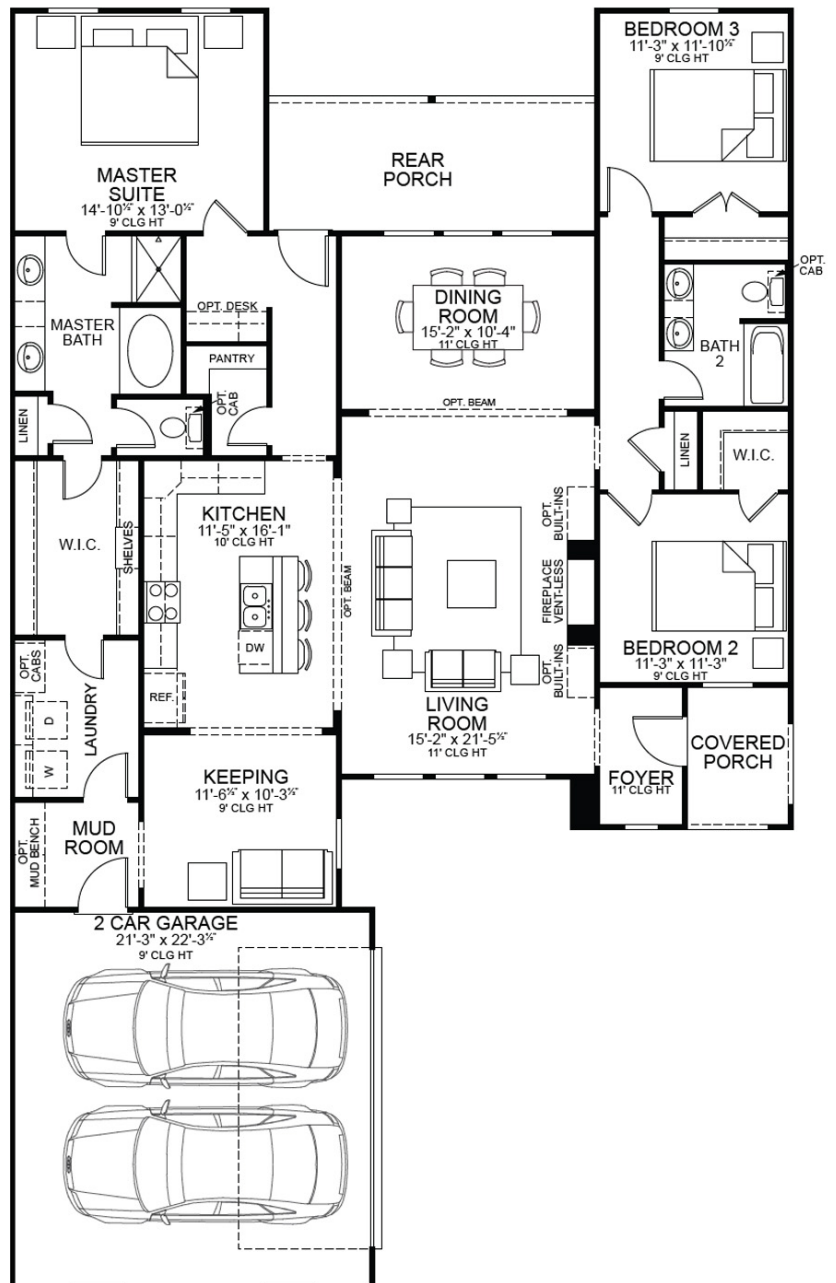 MASTER
SUITE
14'-10½" x 13'-0½"
9' CLG HT
REAR
PORCH
BEDROOM 3
11'-3" x 11'-10½"
9' CLG HT
OPT.
CAB
OPT. DESK
MASTER
BATH
PANTRY
OPT.
CAB
LINEN
DINING
ROOM
15'-2" x 10'-4"
11' CLG HT
OPT. BEAM
BATH
2
LINEN
W.I.C.
KITCHEN
11'-5" x 16'-1"
10' CLG HT
W.I.C.
SHELVES
DW
REF.
OPT. BEAM
OPT.
BUILT-INS
FIREPLACE
VENT-LESS
OPT.
BUILT-INS
BEDROOM 2
11'-3" x 11'-3"
9' CLG HT
LIVING
ROOM
15'-2" x 21'-5½"
11' CLG HT
OPT.
CABS
LAUNDRY
D
W
FOYER
11' CLG HT
COVERED
PORCH
KEEPING
11'-6½" x 10'-3½"
9' CLG HT
MUD
ROOM
OPT.
MUD BENCH
2 CAR GARAGE
21'-3" x 22'-3½"
9' CLG HT